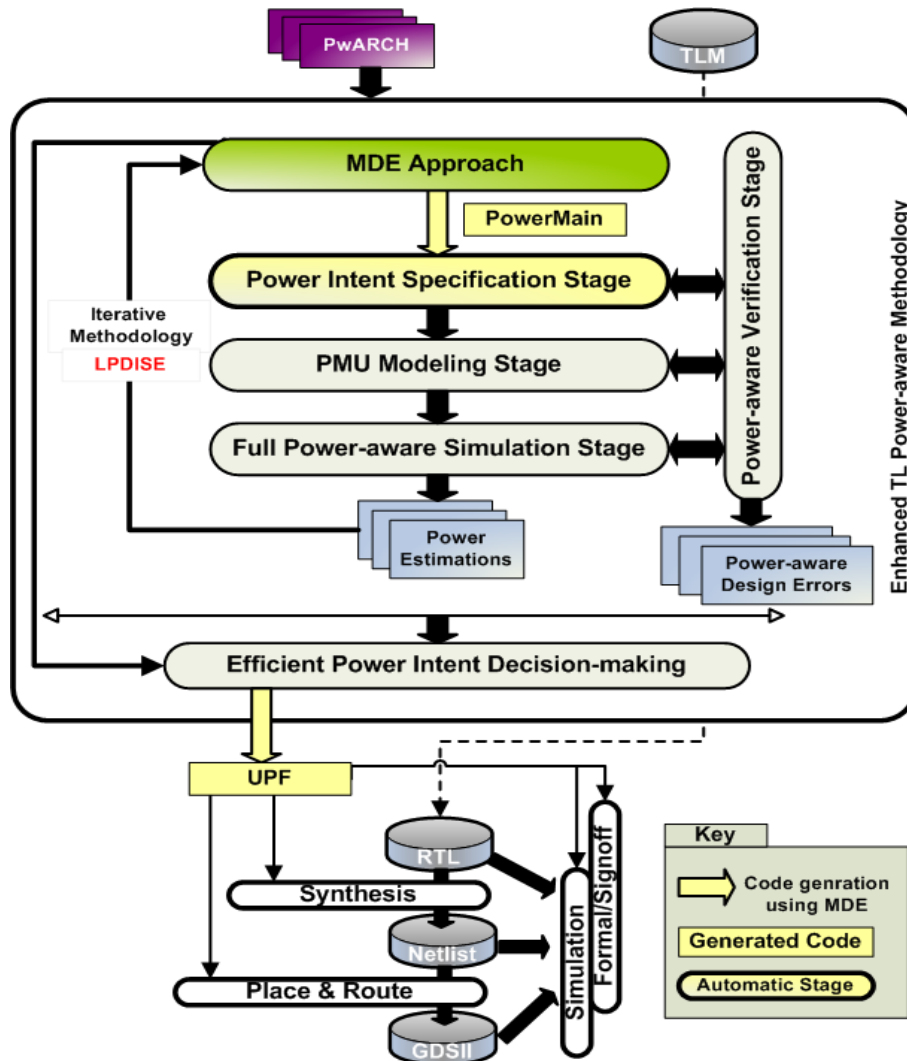 PwARCH
TLM
MDE Approach
PowerMain
Power Intent Specification Stage
Iterative
Methodology
LPDISE
PMU Modeling Stage
Full Power-aware Simulation Stage
Power-aware Verification Stage
Enhanced TL Power-aware Methodology
Power
Estimations
Power-aware
Design Errors
Efficient Power Intent Decision-making
UPF
RTL
Synthesis
Netlist
Place & Route
GDSII
Simulation
Formal/Signoff
Key
Code genration
using MDE
Generated Code
Automatic Stage